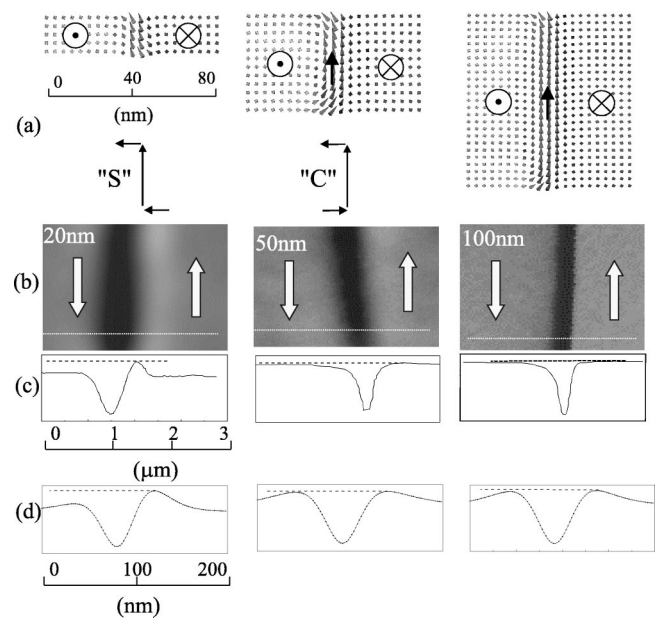 0 40 80
(nm)
(a)
"S" "C"
20nm 50nm 100nm
(b)
(c)
0 1 2 3
(μm)
(d)
0 100 200
(nm)